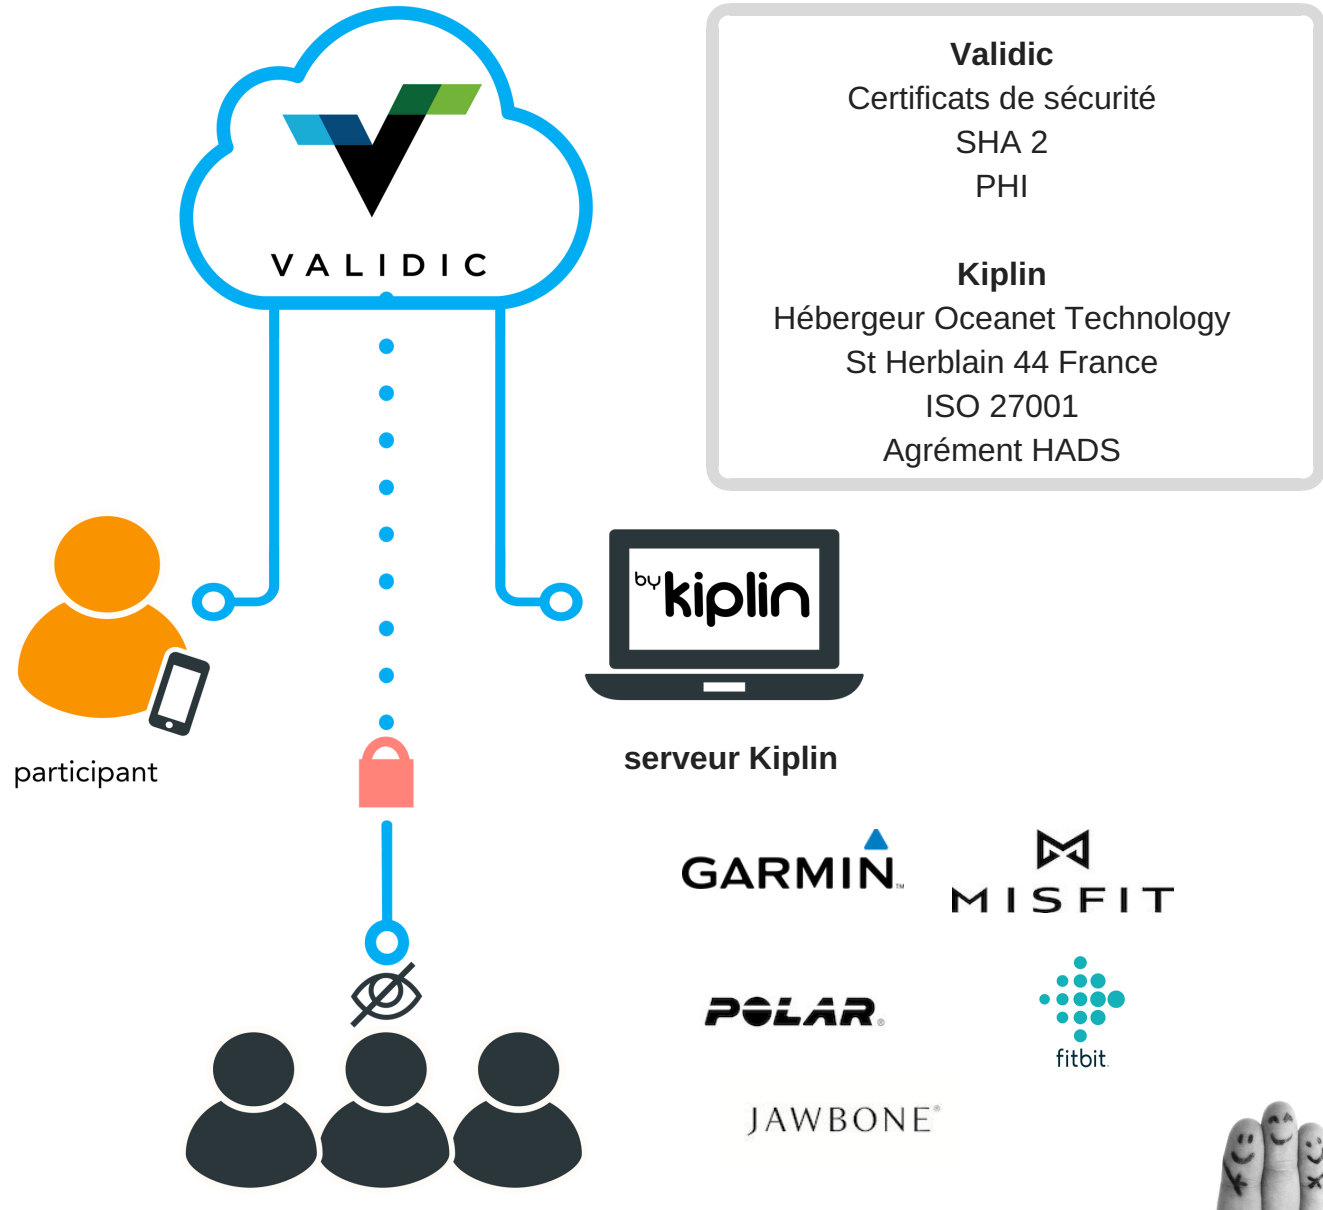 VALIDIC
Validic
Certificats de sécurité
SHA 2
PHI
Kiplin
Hébergeur Oceanet Technology
St Herblain 44 France
ISO 27001
Agrément HADS
by kiplin
participant
serveur Kiplin
GARMIN™
MISFIT
POLAR®
fitbit
JAWBONE®